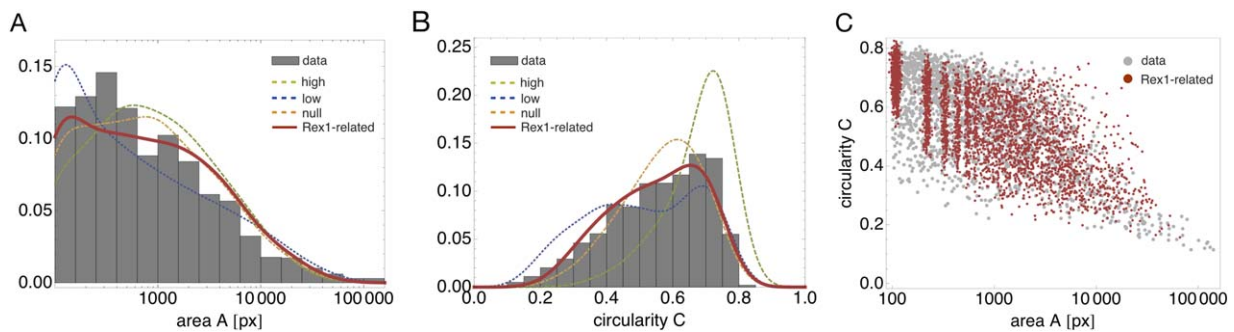 A
0.15
0.10
0.05
0.00
1000
10 000
100 000
area A [px]
data
high
low
null
Rex1-related
B
0.25
0.20
0.15
0.10
0.05
0.00
0.0
0.2
0.4
0.6
0.8
1.0
circularity C
data
high
low
null
Rex1-related
C
circularity C
0.8
0.6
0.4
0.2
0.0
100
1000
10 000
100 000
area A [px]
data
Rex1-related